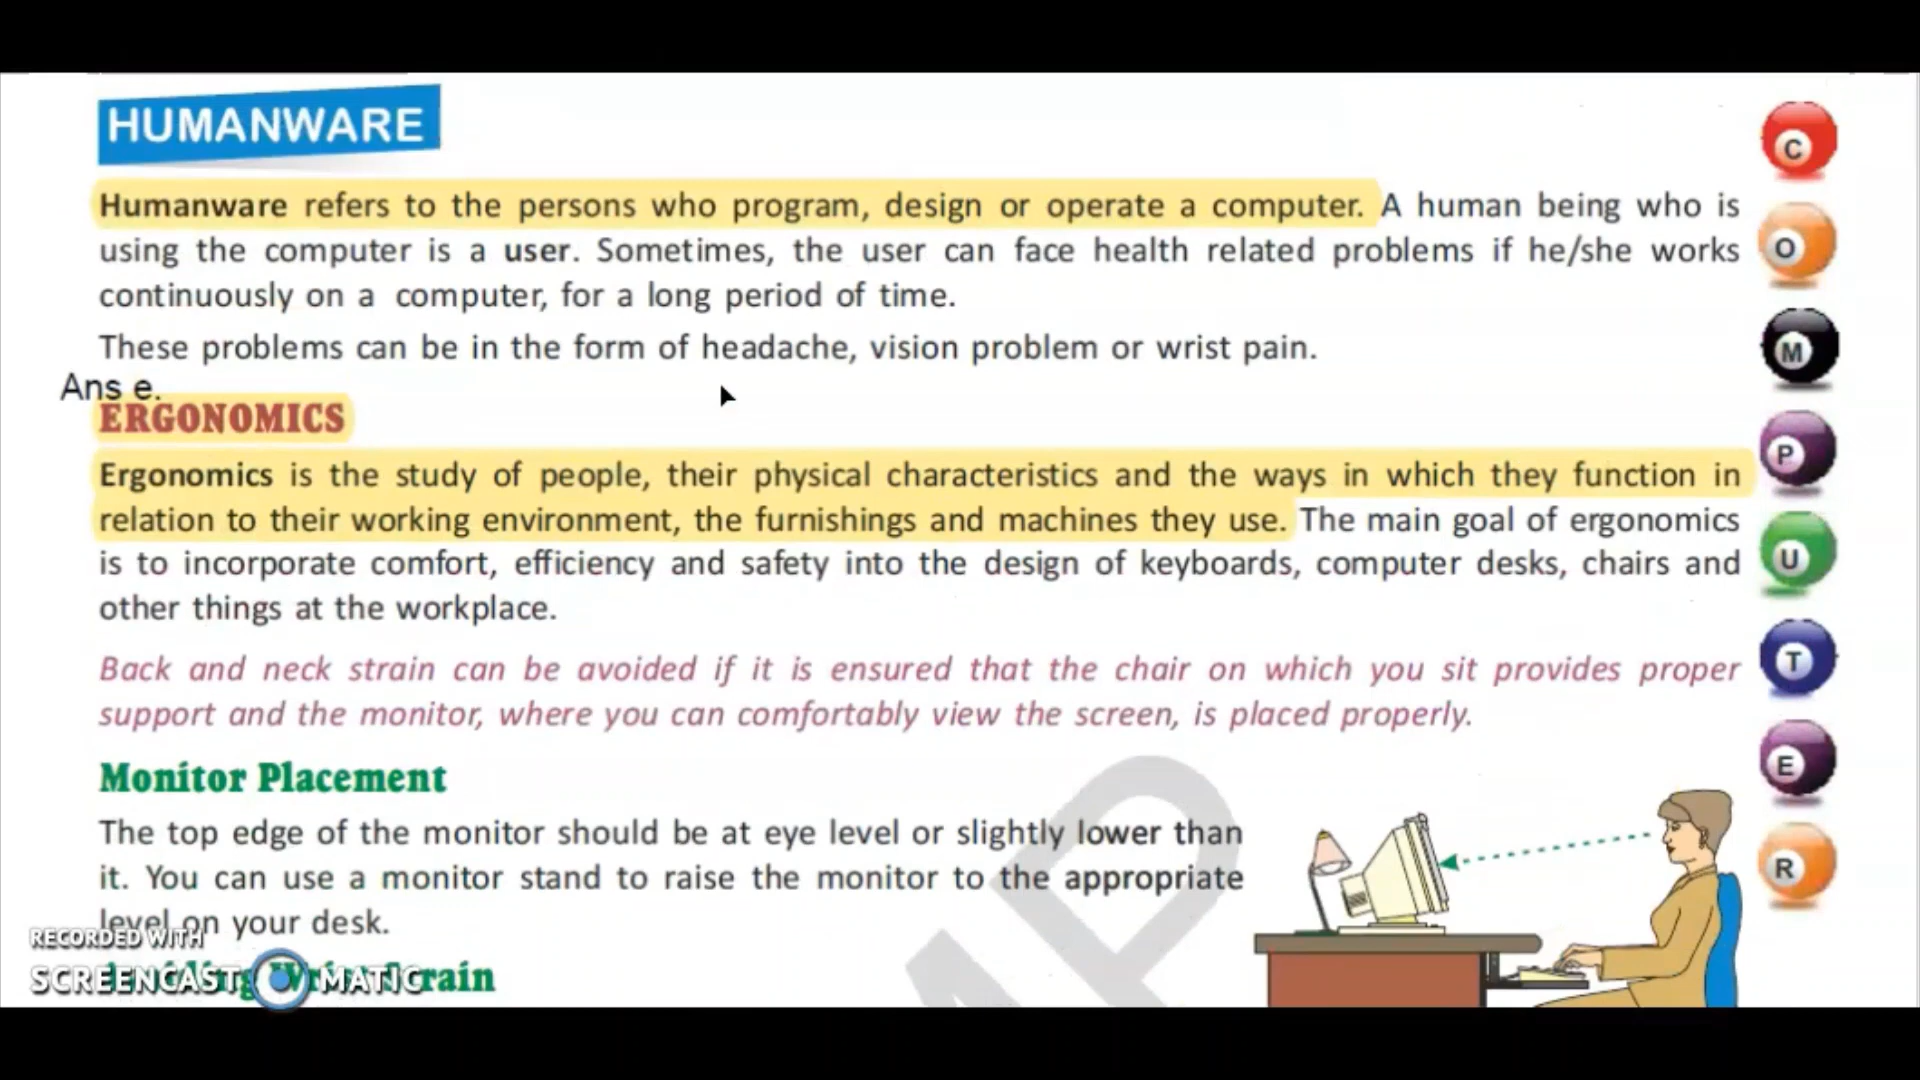 HUMANWARE
Humanware refers to the persons who program, design or operate a computer. A human being who is
using the computer is a user. Sometimes, the user can face health related problems if he/she works
continuously on a computer, for a long period of time.
These problems can be in the form of headache, vision problem or wrist pain.
Ans e.
ERGONOMICS
Ergonomics is the study of people, their physical characteristics and the ways in which they function in
relation to their working environment, the furnishings and machines they use. The main goal of ergonomics
is to incorporate comfort, efficiency and safety into the design of keyboards, computer desks, chairs and
other things at the workplace.
Back and neck strain can be avoided if it is ensured that the chair on which you sit provides proper
support and the monitor, where you can comfortably view the screen, is placed properly.
Monitor Placement
The top edge of the monitor should be at eye level or slightly lower than
it. You can use a monitor stand to raise the monitor to the appropriate
level on your desk.
RECORDED WITH
SCREENCAST MATIC
C
O
M
P
U
T
E
R